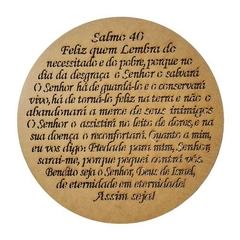 Salmo 40
Feliz quem Lembra do
necessitado e do pobre, porque no
dia da desgraça o Senhor o salvará
O Senhor há de guardá-lo e o conservará
vivo, há de torná-lo feliz na terra e não o
abandonará a merce de seus inimigos
O Senhor o assistirá no leito de dores, e na
sua doença o reconfortará. Quanto a mim,
eu vos digo: Piedade para mim, Senhor,
sarai-me, porque pequei contra vós.
Bendito seja o Senhor, Deus de Israel,
de eternidade em eternidade!
Assim seja!